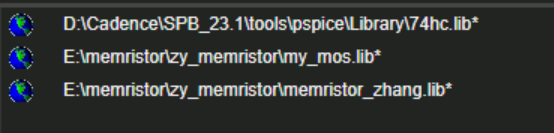 D:\Cadence\SPB_23.1\tools\pspice\Library\74hc.lib*
E:\memristor\zy_memristor\my_mos.lib*
E:\memristor\zy_memristor\memristor_zhang.lib*